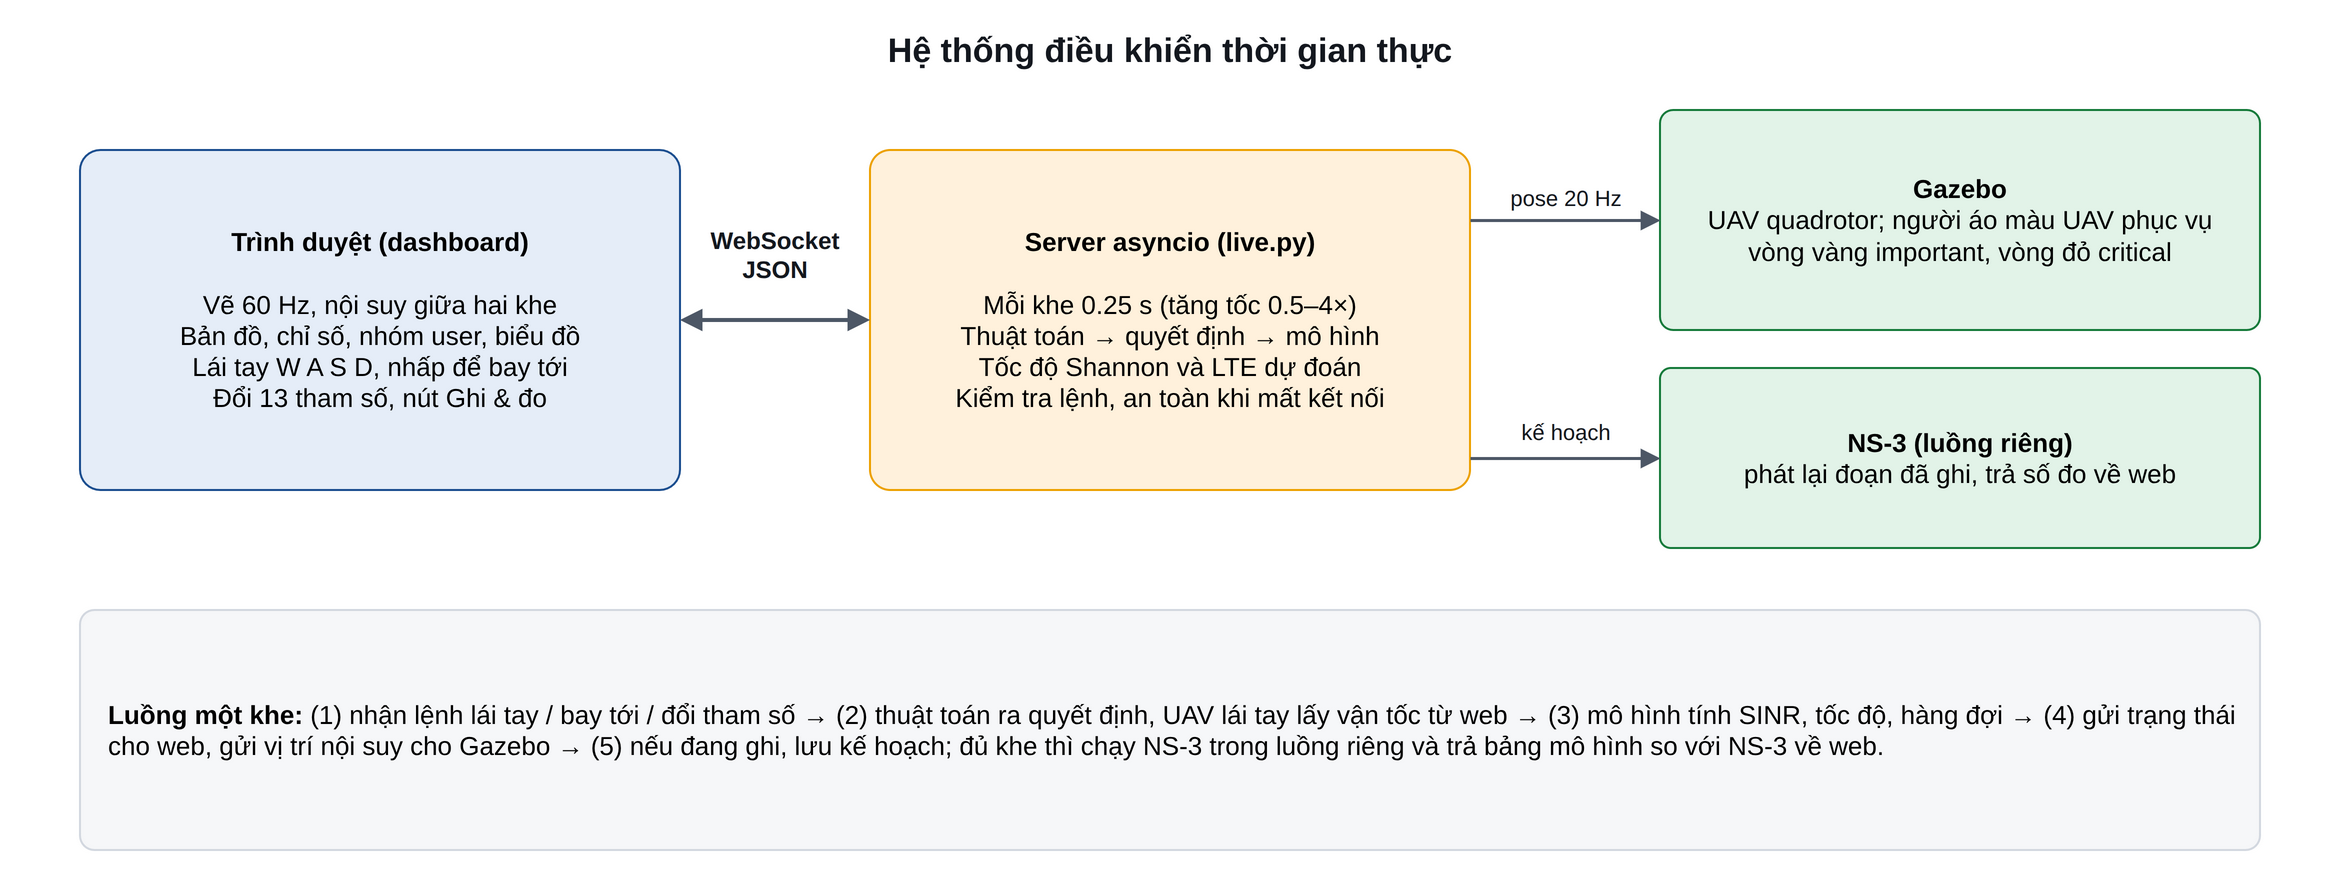 Hệ thống điều khiển thời gian thực
Trình duyệt (dashboard)
Vẽ 60 Hz, nội suy giữa hai khe
Bản đồ, chỉ số, nhóm user, biểu đồ
Lái tay W A S D, nhấp để bay tới
Đổi 13 tham số, nút Ghi & đo
WebSocket
JSON
Server asyncio (live.py)
Mỗi khe 0.25 s (tăng tốc 0.5–4×)
Thuật toán → quyết định → mô hình
Tốc độ Shannon và LTE dự đoán
Kiểm tra lệnh, an toàn khi mất kết nối
pose 20 Hz
Gazebo
UAV quadrotor; người áo màu UAV phục vụ
vòng vàng important, vòng đỏ critical
kế hoạch
NS-3 (luồng riêng)
phát lại đoạn đã ghi, trả số đo về web
Luồng một khe: (1) nhận lệnh lái tay / bay tới / đổi tham số → (2) thuật toán ra quyết định, UAV lái tay lấy vận tốc từ web → (3) mô hình tính SINR, tốc độ, hàng đợi → (4) gửi trạng thái
cho web, gửi vị trí nội suy cho Gazebo → (5) nếu đang ghi, lưu kế hoạch; đủ khe thì chạy NS-3 trong luồng riêng và trả bảng mô hình so với NS-3 về web.